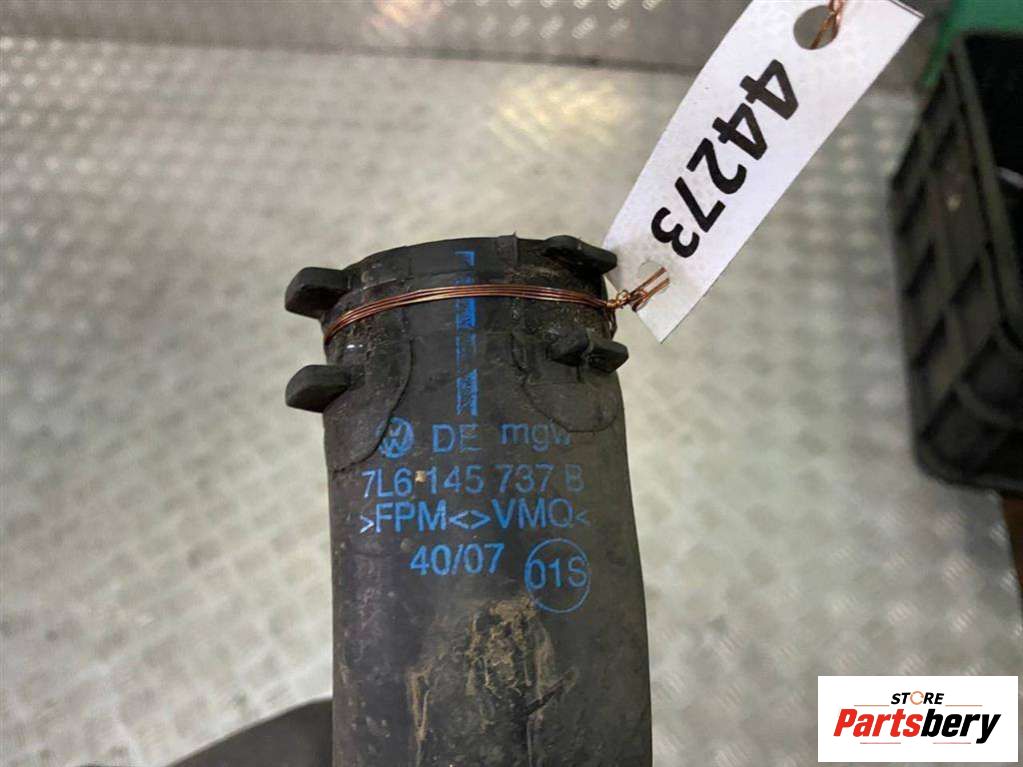 44273
DE mgw
7L6 145 737 B
>FPM<>VMQ<
40/07 01S
STORE
Partsbery